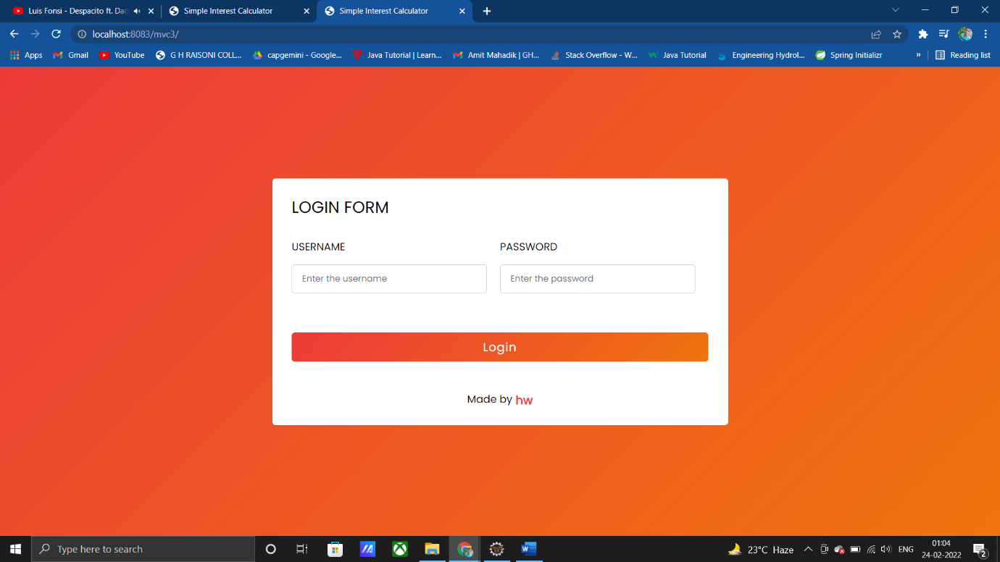 Luis Fonsi - Despacito ft. Dad
Simple Interest Calculator
Simple Interest Calculator
localhost:8083/mvc3/
Apps
Gmail
YouTube
G H RAISONI COLL...
capgemini - Google...
Java Tutorial | Learn...
Amit Mahadik | GH...
Stack Overflow - W...
Java Tutorial
Engineering Hydrol...
Spring Initializr
»
Reading list
LOGIN FORM
USERNAME
PASSWORD
Enter the username
Enter the password
Login
Made by hw
Type here to search
23°C Haze
ENG
01:04
24-02-2022
2